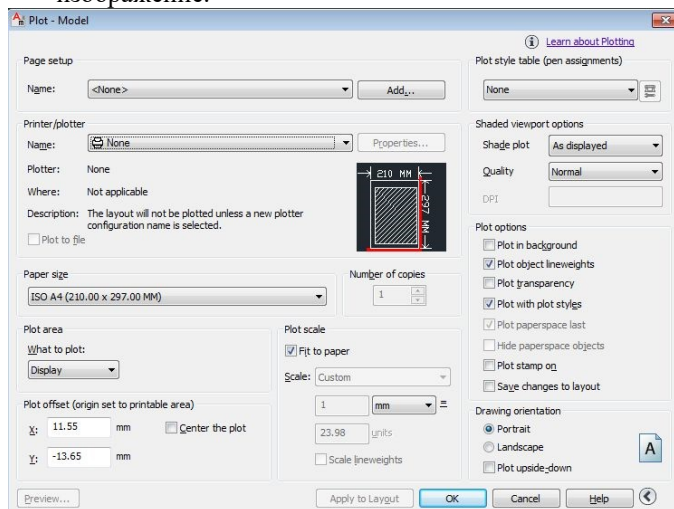 изображение.
Plot - Model
Learn about Plotting
Page setup
Name:
<None>
Add...
Plot style table (pen assignments)
None
Printer/plotter
Name:
None
Properties...
Plotter:
None
Where:
Not applicable
Description:
The layout will not be plotted unless a new plotter
configuration name is selected.
Plot to file
210 MM
297 MM
Shaded viewport options
Shade plot
As displayed
Quality
Normal
DPI
Paper size
ISO A4 (210.00 x 297.00 MM)
Number of copies
1
Plot options
Plot in background
Plot object lineweights
Plot transparency
Plot with plot styles
Plot paperspace last
Hide paperspace objects
Plot stamp on
Save changes to layout
Plot area
What to plot:
Display
Plot scale
Fit to paper
Scale:
Custom
1
mm
=
23.98
units
Scale lineweights
Plot offset (origin set to printable area)
X:
11.55
mm
Center the plot
Y:
-13.65
mm
Drawing orientation
Portrait
Landscape
Plot upside-down
A
Preview...
Apply to Layout
OK
Cancel
Help